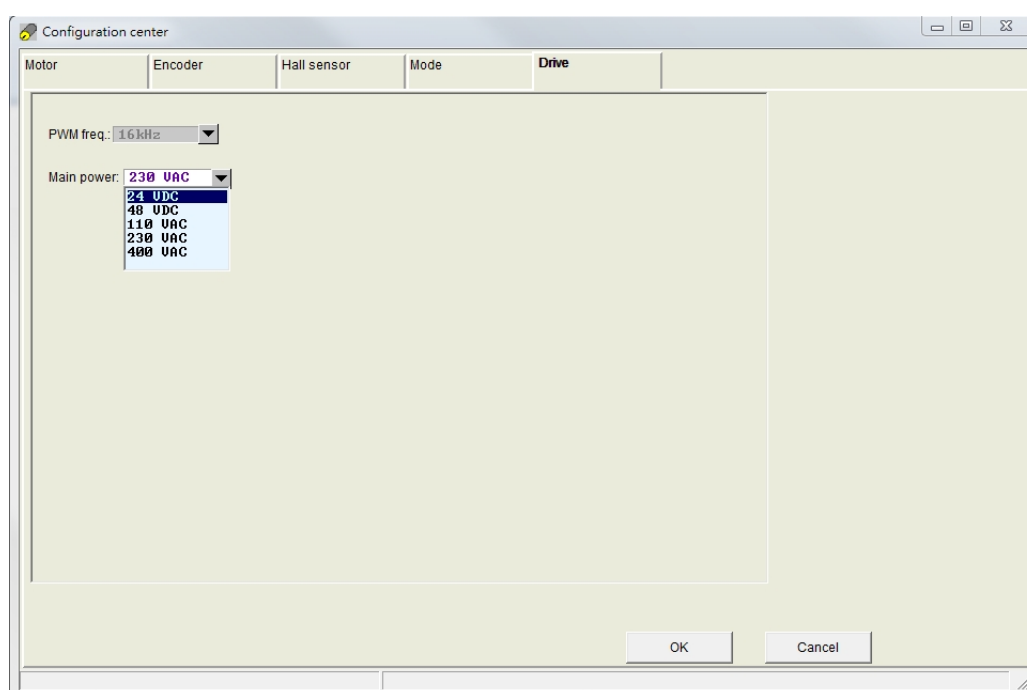 Configuration center
Motor Encoder Hall sensor Mode Drive
PWM freq.: 16kHz
Main power: 230 VAC
24 VDC
48 VDC
110 VAC
230 VAC
400 VAC
OK Cancel